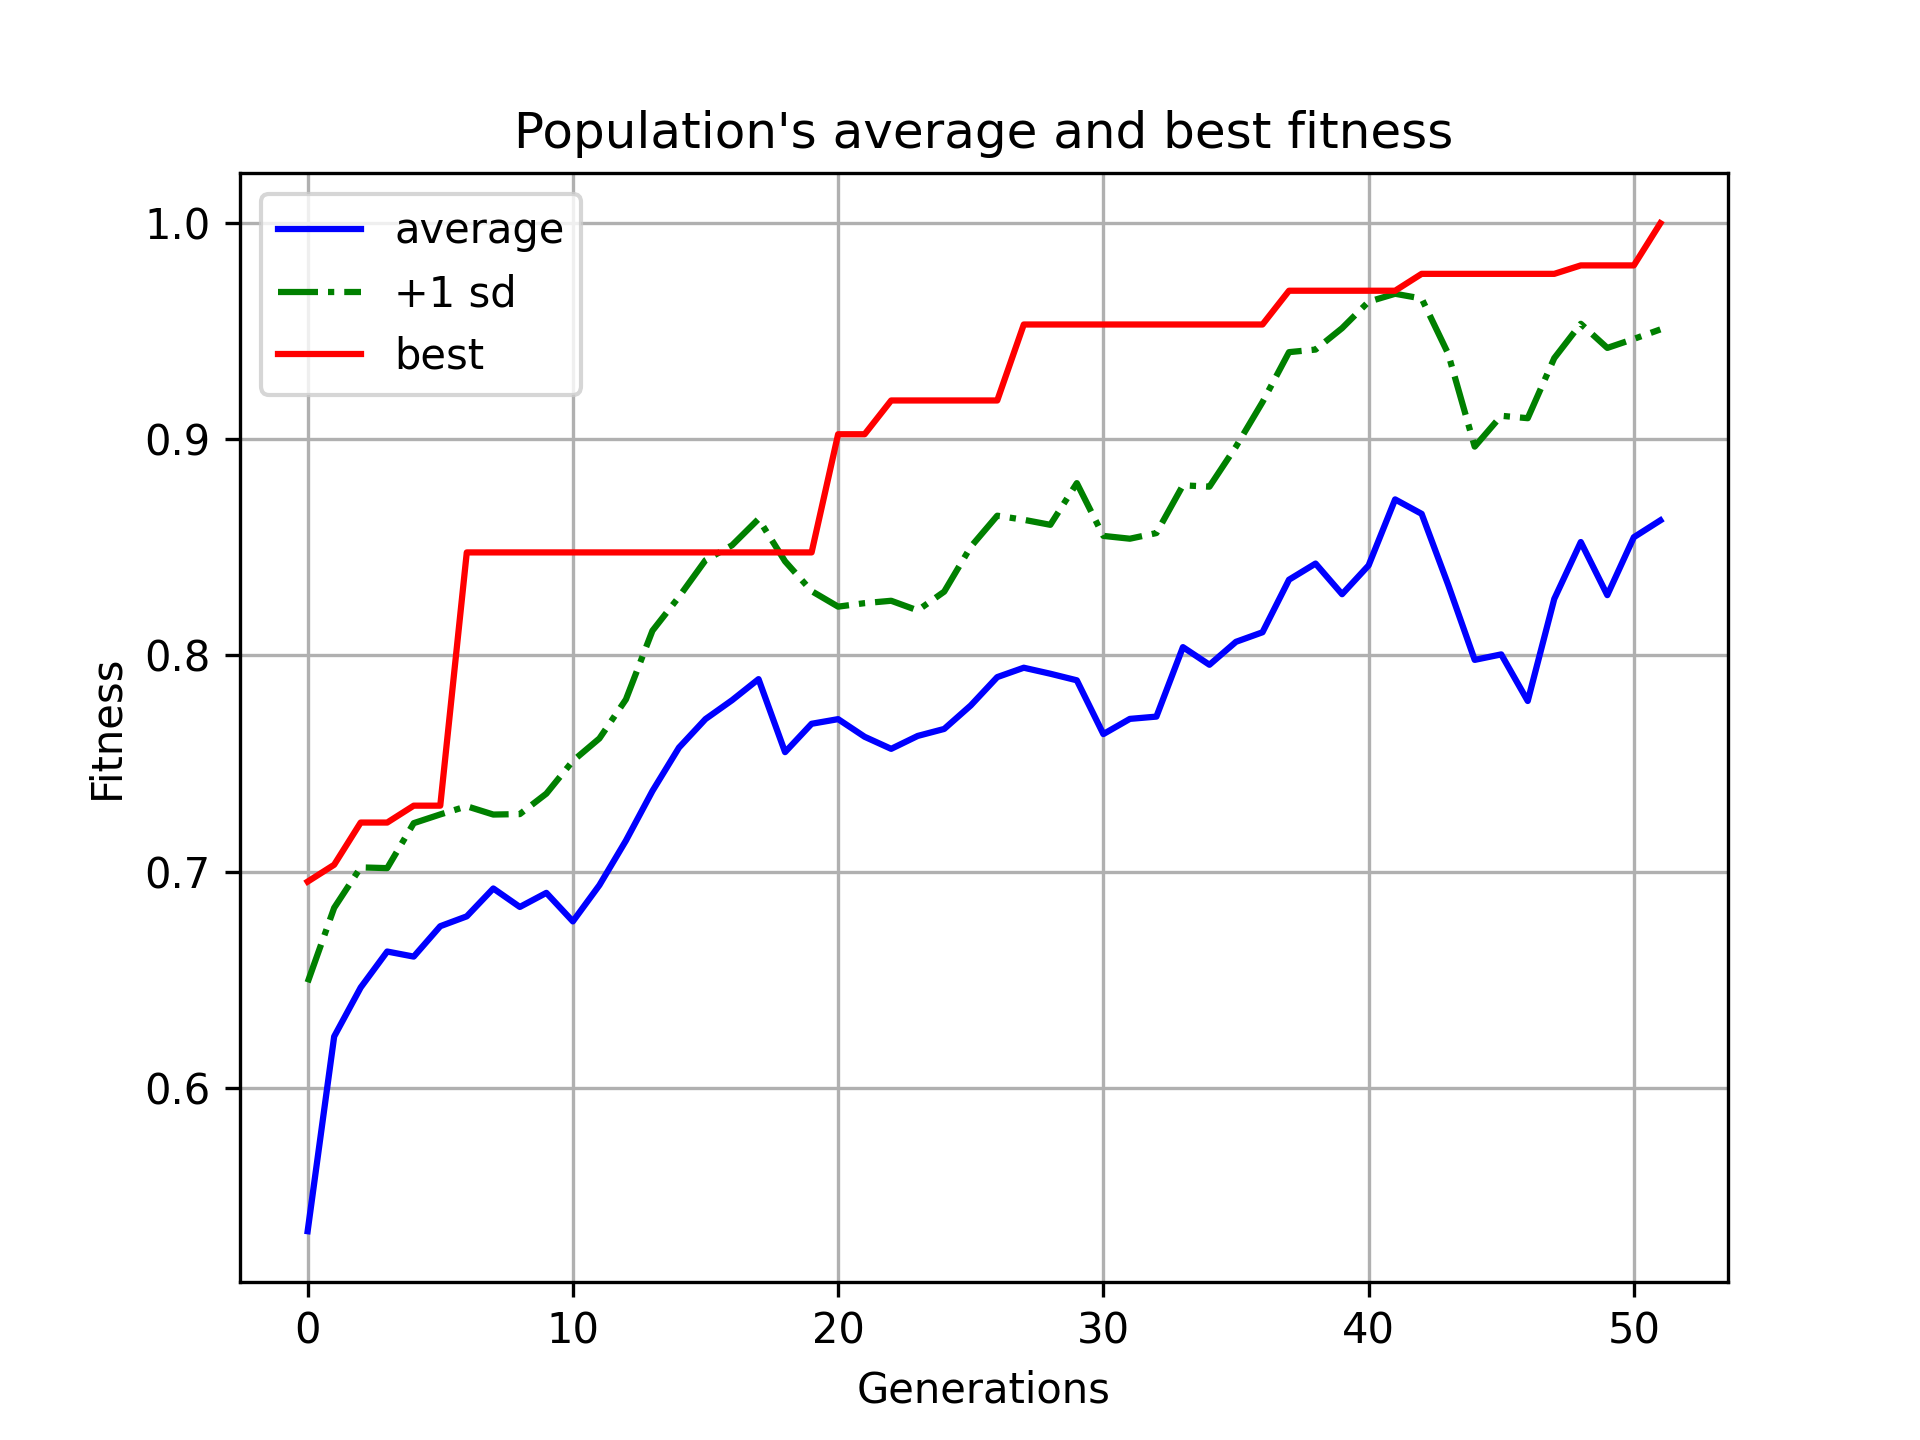 Population's average and best fitness
average
+1 sd
best
1.0
0.9
0.8
0.7
0.6
Fitness
0 10 20 30 40 50
Generations